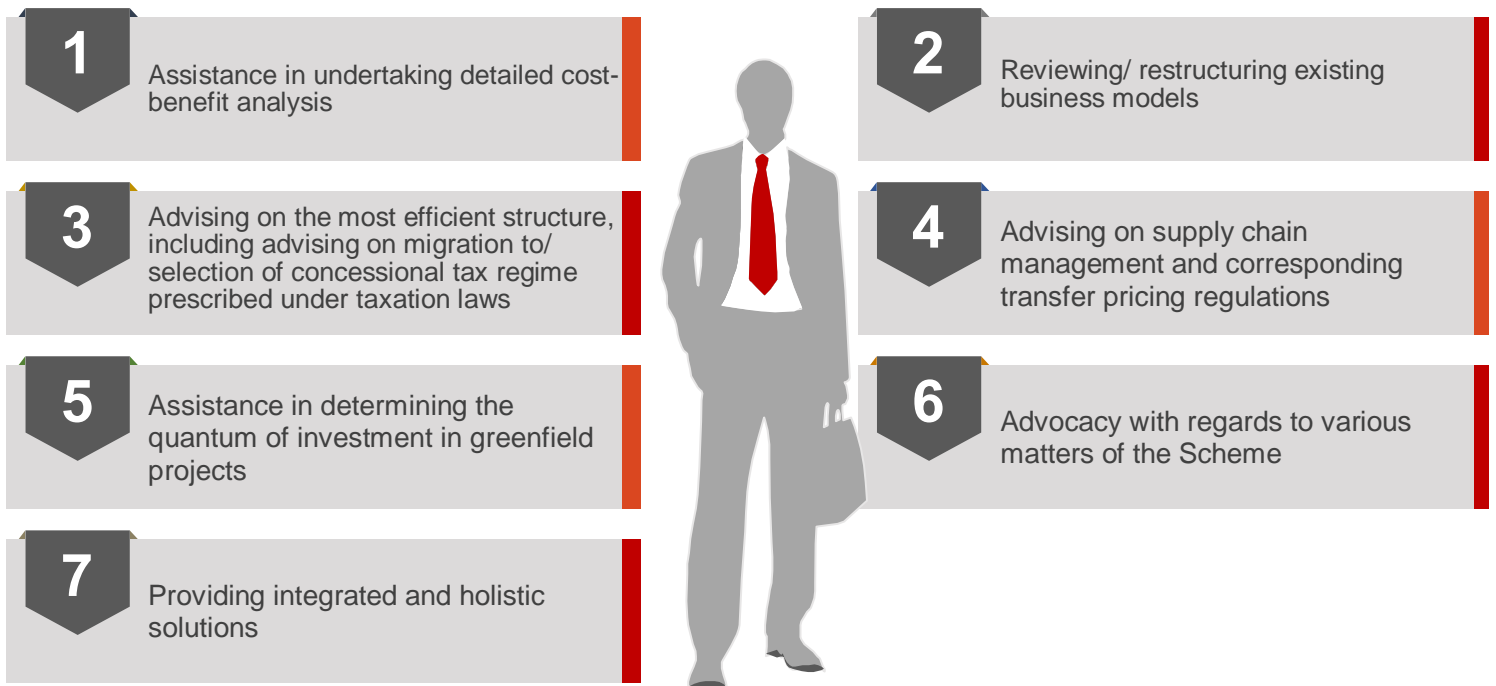 1
Assistance in undertaking detailed cost-
benefit analysis
2
Reviewing/ restructuring existing
business models
3
Advising on the most efficient structure,
including advising on migration to/
selection of concessional tax regime
prescribed under taxation laws
4
Advising on supply chain
management and corresponding
transfer pricing regulations
5
Assistance in determining the
quantum of investment in greenfield
projects
6
Advocacy with regards to various
matters of the Scheme
7
Providing integrated and holistic
solutions